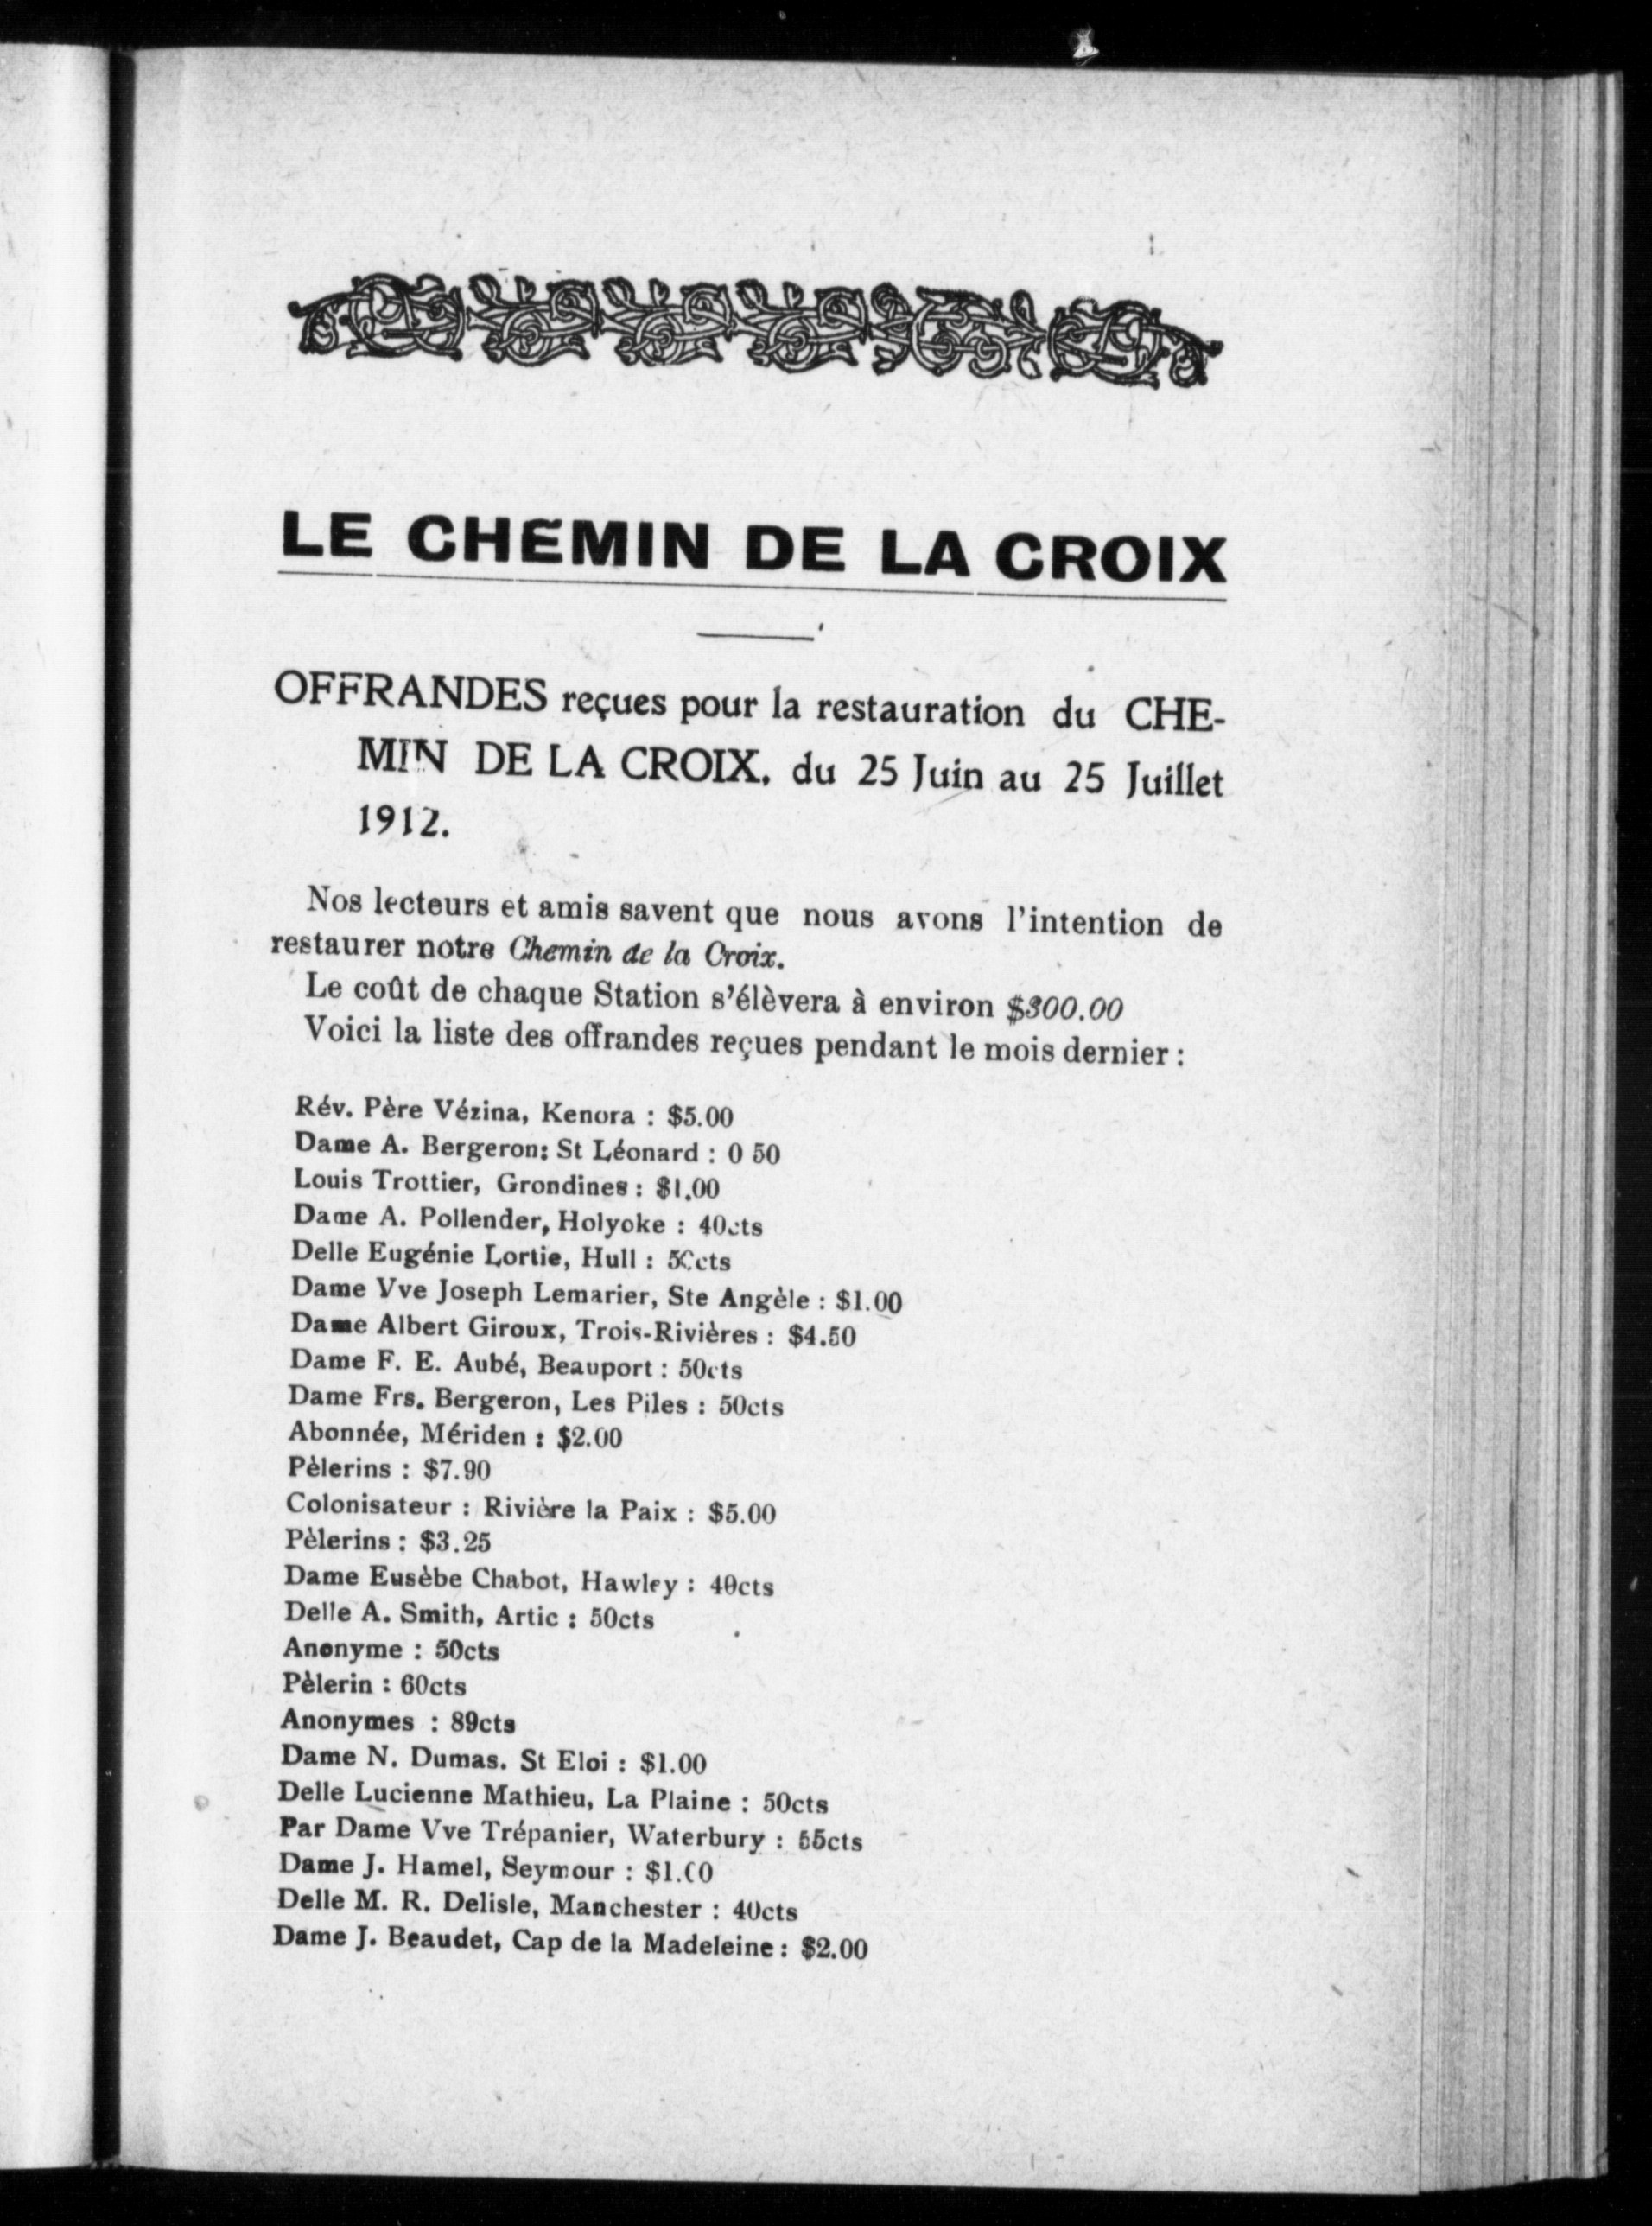 LE CHEMIN DE LA CROIX
OFFRANDES reçues pour la restauration du CHE-
MIN DE LA CROIX, du 25 Juin au 25 Juillet
1912.
Nos lecteurs et amis savent que nous avons l'intention de
restaurer notre Chemin de la Croix.
Le coût de chaque Station s'élèvera à environ $300.00
Voici la liste des offrandes reçues pendant le mois dernier :
Rév. Père Vézina, Kenora : $5.00
Dame A. Bergeron: St Léonard : 0 50
Louis Trottier, Grondines : $1.00
Dame A. Pollender, Holyoke : 40cts
Delle Eugénie Lortie, Hull : 50cts
Dame Vve Joseph Lemarier, Ste Angèle : $1.00
Dame Albert Giroux, Trois-Rivières : $4.50
Dame F. E. Aubé, Beauport : 50cts
Dame Frs. Bergeron, Les Piles : 50cts
Abonnée, Mériden : $2.00
Pèlerins : $7.90
Colonisateur : Rivière la Paix : $5.00
Pèlerins : $3.25
Dame Eusèbe Chabot, Hawley : 40cts
Delle A. Smith, Artic : 50cts
Anonyme : 50cts
Pèlerin : 60cts
Anonymes : 89cts
Dame N. Dumas. St Eloi : $1.00
Delle Lucienne Mathieu, La Plaine : 50cts
Par Dame Vve Trépanier, Waterbury : 55cts
Dame J. Hamel, Seymour : $1.00
Delle M. R. Delisle, Manchester : 40cts
Dame J. Beaudet, Cap de la Madeleine : $2.00